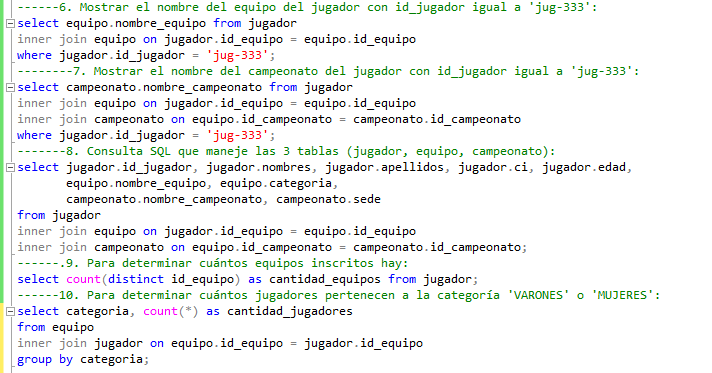 ------6. Mostrar el nombre del equipo del jugador con id_jugador igual a 'jug-333':
select equipo.nombre_equipo from jugador
inner join equipo on jugador.id_equipo = equipo.id_equipo
where jugador.id_jugador = 'jug-333';
--------7. Mostrar el nombre del campeonato del jugador con id_jugador igual a 'jug-333':
select campeonato.nombre_campeonato from jugador
inner join equipo on jugador.id_equipo = equipo.id_equipo
inner join campeonato on equipo.id_campeonato = campeonato.id_campeonato
where jugador.id_jugador = 'jug-333';
-------8. Consulta SQL que maneje las 3 tablas (jugador, equipo, campeonato):
select jugador.id_jugador, jugador.nombres, jugador.apellidos, jugador.ci, jugador.edad,
equipo.nombre_equipo, equipo.categoria,
campeonato.nombre_campeonato, campeonato.sede
from jugador
inner join equipo on jugador.id_equipo = equipo.id_equipo
inner join campeonato on equipo.id_campeonato = campeonato.id_campeonato;
------.9. Para determinar cuántos equipos inscritos hay:
select count(distinct id_equipo) as cantidad_equipos from jugador;
------10. Para determinar cuántos jugadores pertenecen a la categoría 'VARONES' o 'MUJERES':
select categoria, count(*) as cantidad_jugadores
from equipo
inner join jugador on equipo.id_equipo = jugador.id_equipo
group by categoria;